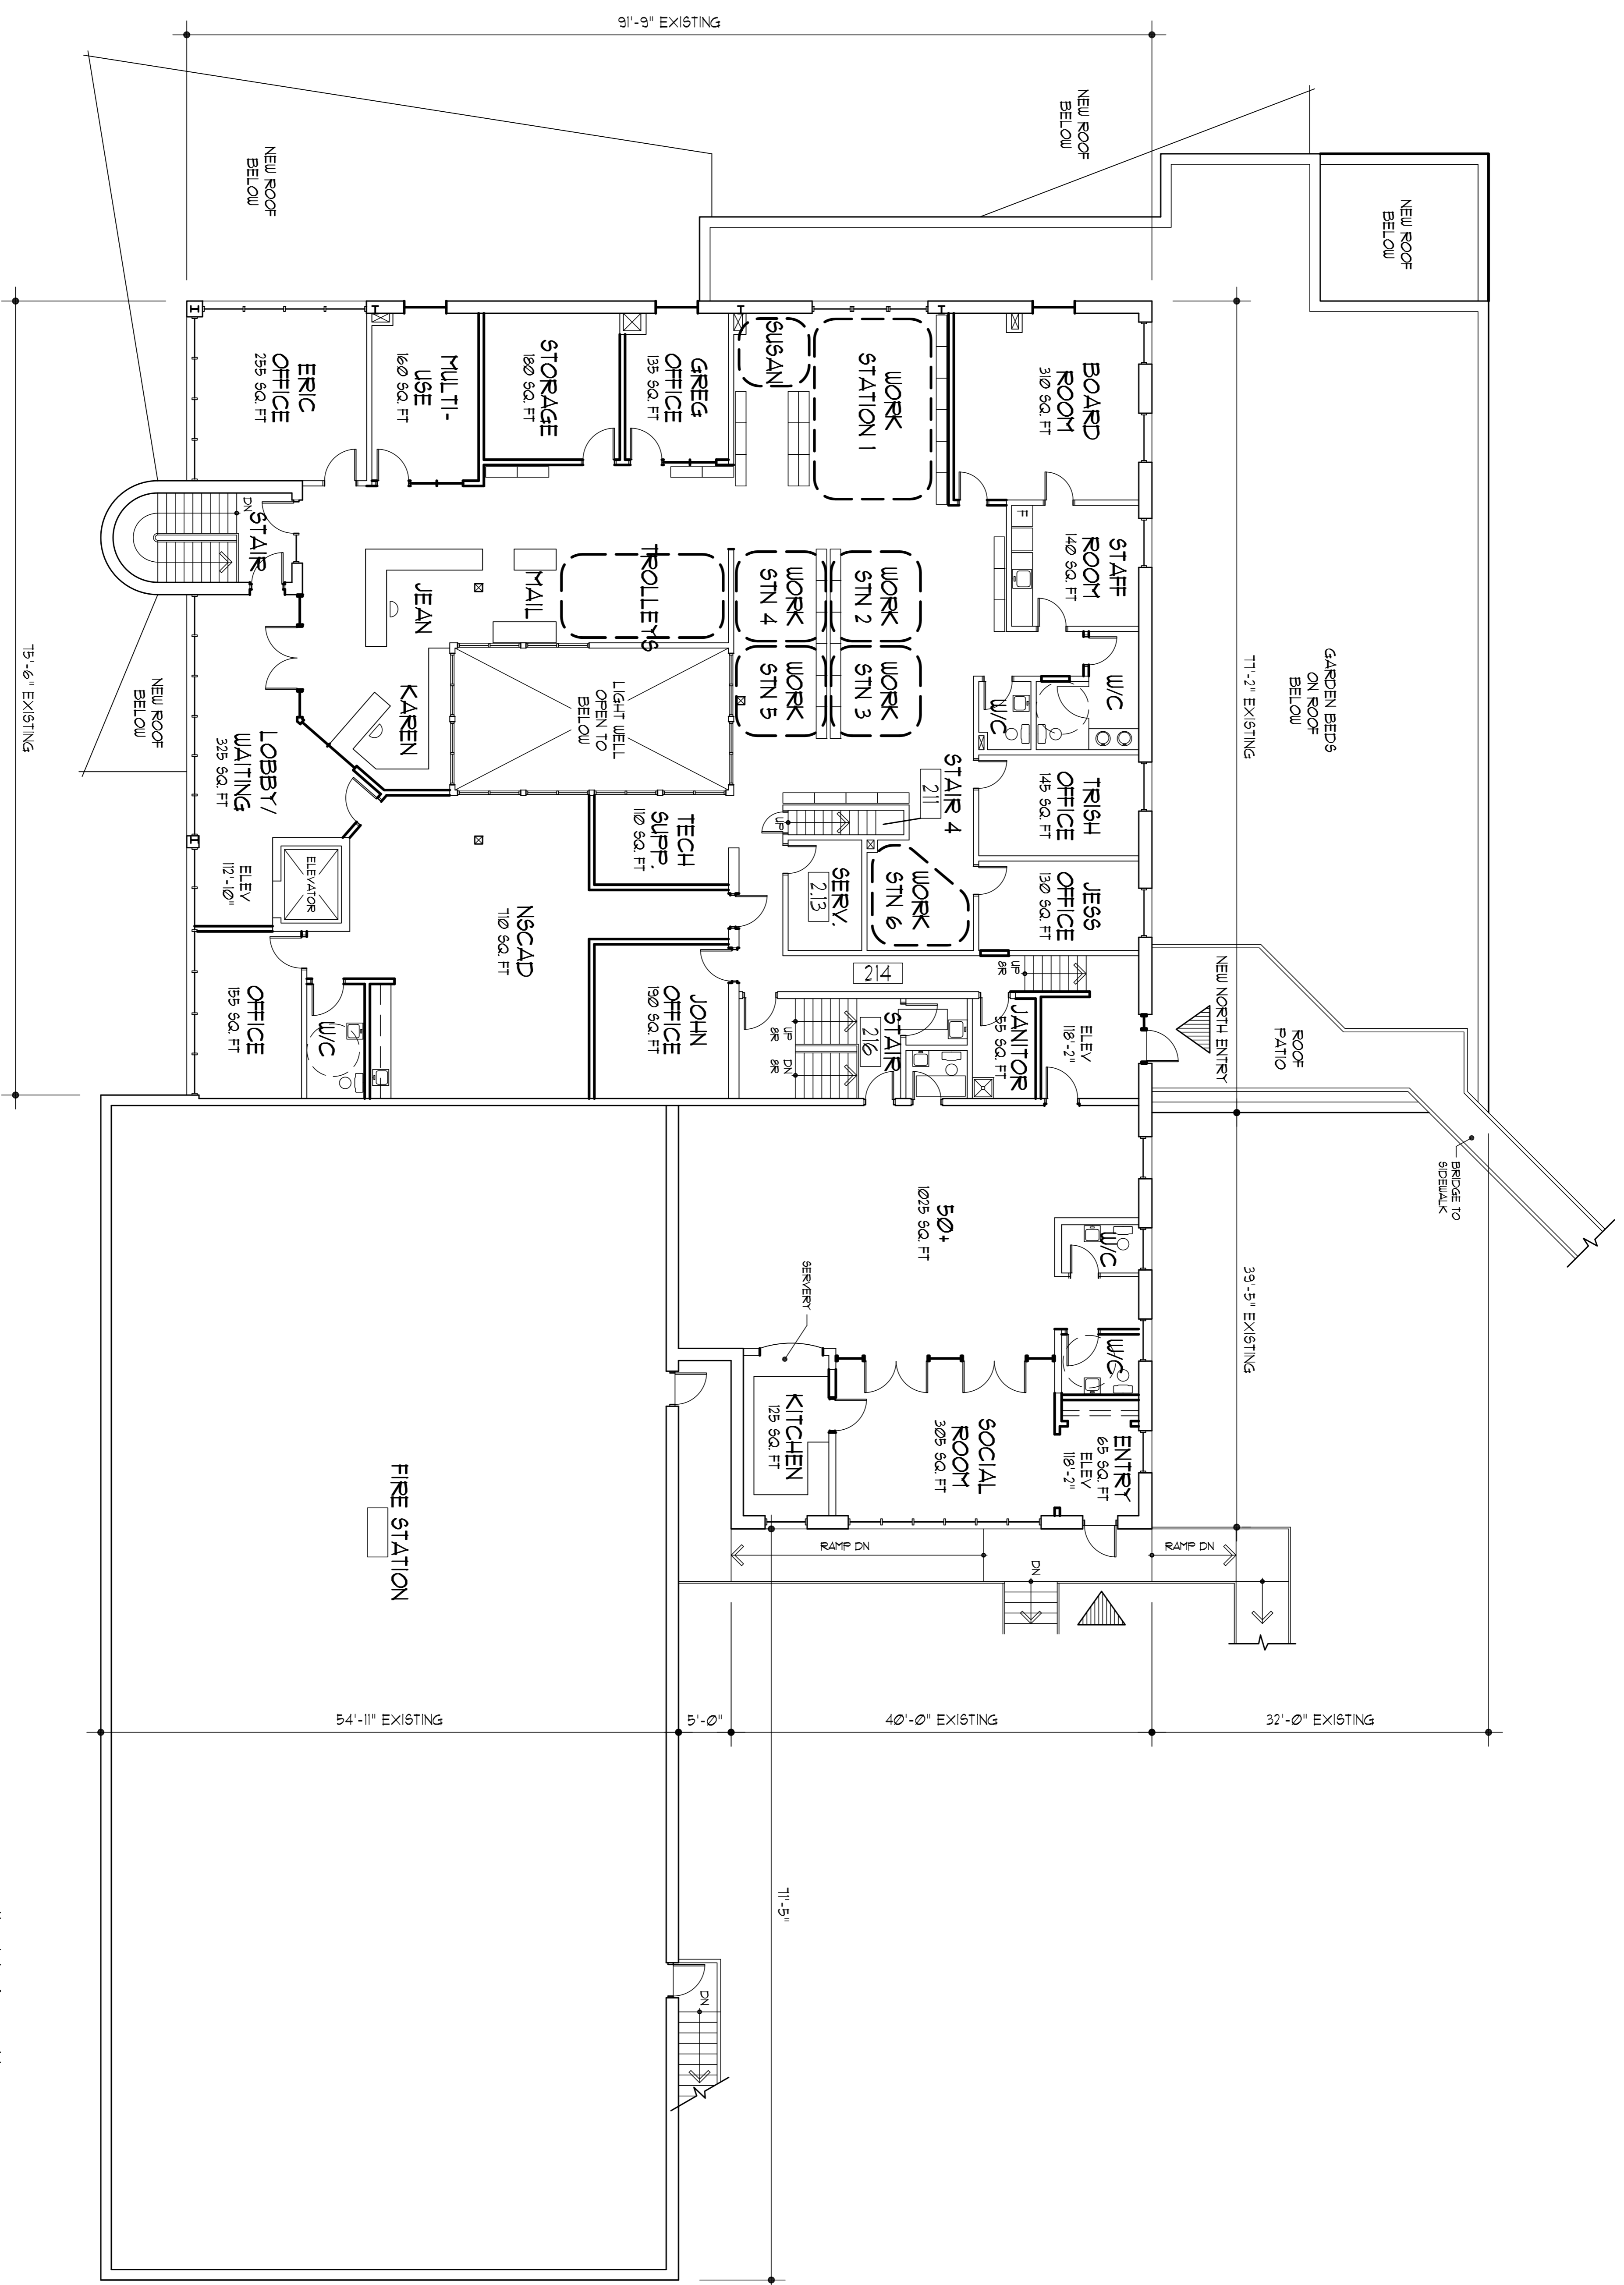 91'-9" EXISTING
NEW ROOF
BELOW
NEW ROOF
BELOW
NEW ROOF
BELOW
NEW ROOF
BELOW
GARDEN BEDS
ON ROOF
BELOW
77'-2" EXISTING
39'-5" EXISTING
75'-6" EXISTING
ROOF
PATIO
NEW NORTH ENTRY
BRIDGE TO
SIDEWALK
BOARD
ROOM
310 SQ. FT
STAFF
ROOM
140 SQ. FT
F
W/C
W/C
TRISH
OFFICE
145 SQ. FT
JESS
OFFICE
130 SQ. FT
ELEV
118'-2"
JANITOR
55 SQ. FT
UP
8R
WORK
STATION 1
SUSAN
WORK
STN 2
WORK
STN 3
WORK
STN 4
WORK
STN 5
WORK
STN 6
STAIR 4
211
UP
SERV.
2.13
214
STAIR
216
UP
8R
DN
8R
GREG
OFFICE
135 SQ. FT
STORAGE
180 SQ. FT
MULTI-
USE
160 SQ. FT
ERIC
OFFICE
255 SQ. FT
TROLLEYS
MAIL
JEAN
KAREN
LIGHT WELL
OPEN TO
BELOW
STAIR
DN
LOBBY/
WAITING
325 SQ. FT
ELEV
112'-10"
ELEVATOR
TECH
SUPP.
110 SQ. FT
NSCAD
710 SQ. FT
JOHN
OFFICE
190 SQ. FT
W/C
OFFICE
155 SQ. FT
50+
1025 SQ. FT
W/C
W/C
SERVERY
KITCHEN
125 SQ. FT
SOCIAL
ROOM
305 SQ. FT
ENTRY
65 SQ. FT
ELEV
118'-2"
RAMP DN
DN
RAMP DN
FIRE STATION
54'-11" EXISTING
5'-0"
40'-0" EXISTING
32'-0" EXISTING
71'-5"
DN